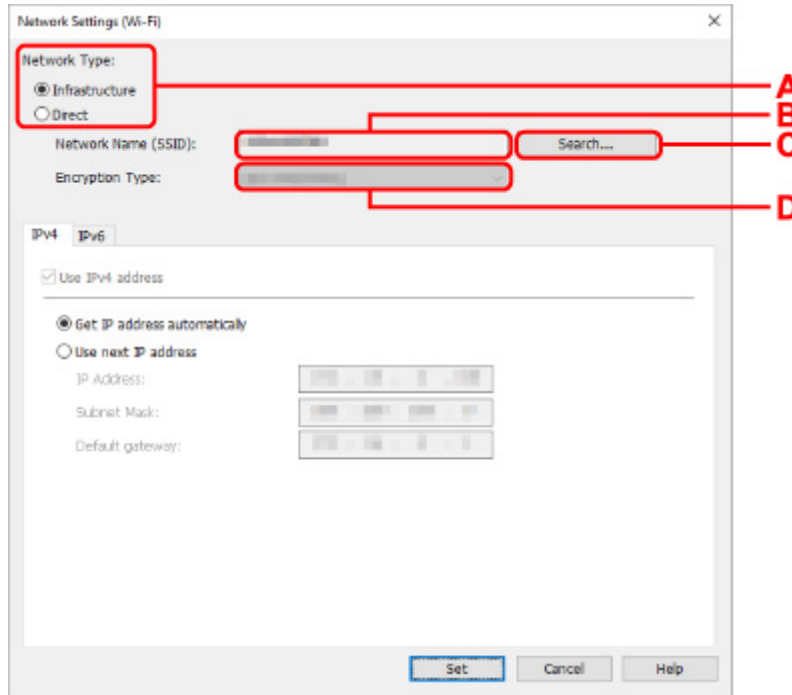 Network Settings (Wi-Fi)
Network Type:
Infrastructure
Direct
Network Name (SSID):
Search...
Encryption Type:
A
B
C
D
IPv4 IPv6
Use IPv4 address
Get IP address automatically
Use next IP address
IP Address:
Subnet Mask:
Default gateway:
Set Cancel Help